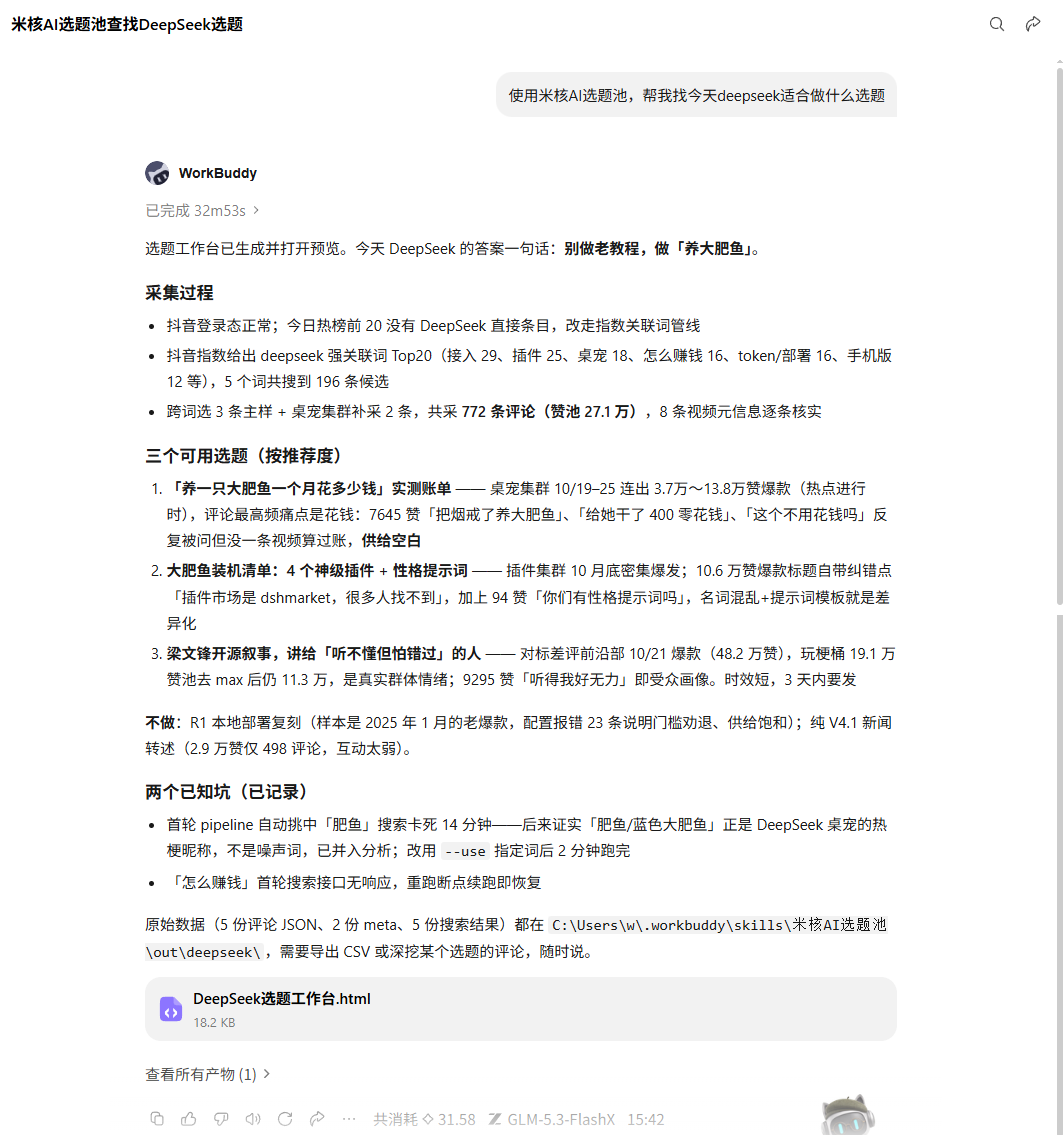 米核AI选题池查找DeepSeek选题
使用米核AI选题池，帮我找今天deepseek适合做什么选题
WorkBuddy
已完成 32m53s
选题工作台已生成并打开预览。今天 DeepSeek 的答案一句话：别做老教程，做「养大肥鱼」。
采集过程
• 抖音登录态正常；今日热榜前 20 没有 DeepSeek 直接条目，改走指数关联词管线
• 抖音指数给出 deepseek 强关联词 Top20（接入 29、插件 25、桌宠 18、怎么赚钱 16、token/部署 16、手机版
12 等），5 个词共搜到 196 条候选
• 跨词选 3 条主样 + 桌宠集群补采 2 条，共采 772 条评论（赞池 27.1 万），8 条视频元信息逐条核实
三个可用选题（按推荐度）
1. 「养一只大肥鱼一个月花多少钱」实测账单 —— 桌宠集群 10/19–25 连出 3.7万～13.8万赞爆款（热点进行
时），评论最高频痛点是花钱：7645 赞「把烟戒了养大肥鱼」、「给她干了 400 零花钱」、「这个不用花钱吗」反
复被问但没一条视频算过账，供给空白
2. 大肥鱼装机清单：4 个神级插件 + 性格提示词 —— 插件集群 10 月底密集爆发；10.6 万赞爆款标题自带纠错点
「插件市场是 dshmarket，很多人找不到」，加上 94 赞「你们有性格提示词吗」，名词混乱+提示词模板就是差
异化
3. 梁文锋开源叙事，讲给「听不懂但怕错过」的人 —— 对标差评前沿部 10/21 爆款（48.2 万赞），玩梗桶 19.1 万
赞池去 max 后仍 11.3 万，是真实群体情绪；9295 赞「听得我好无力」即受众画像。时效短，3 天内要发
不做：R1 本地部署复刻（样本是 2025 年 1 月的老爆款，配置报错 23 条说明门槛劝退、供给饱和）；纯 V4.1 新闻
转述（2.9 万赞仅 498 评论，互动太弱）。
两个已知坑（已记录）
• 首轮 pipeline 自动挑中「肥鱼」搜索卡死 14 分钟——后来证实「肥鱼/蓝色大肥鱼」正是 DeepSeek 桌宠的热
梗昵称，不是噪声词，已并入分析；改用 --use 指定词后 2 分钟跑完
• 「怎么赚钱」首轮搜索接口无响应，重跑断点续跑即恢复
原始数据（5 份评论 JSON、2 份 meta、5 份搜索结果）都在 C:\Users\w\.workbuddy\skills\米核AI选题池
\out\deepseek\，需要导出 CSV 或深挖某个选题的评论，随时说。
DeepSeek选题工作台.html
18.2 KB
查看所有产物 (1)
共消耗 31.58 GLM-5.3-FlashX 15:42